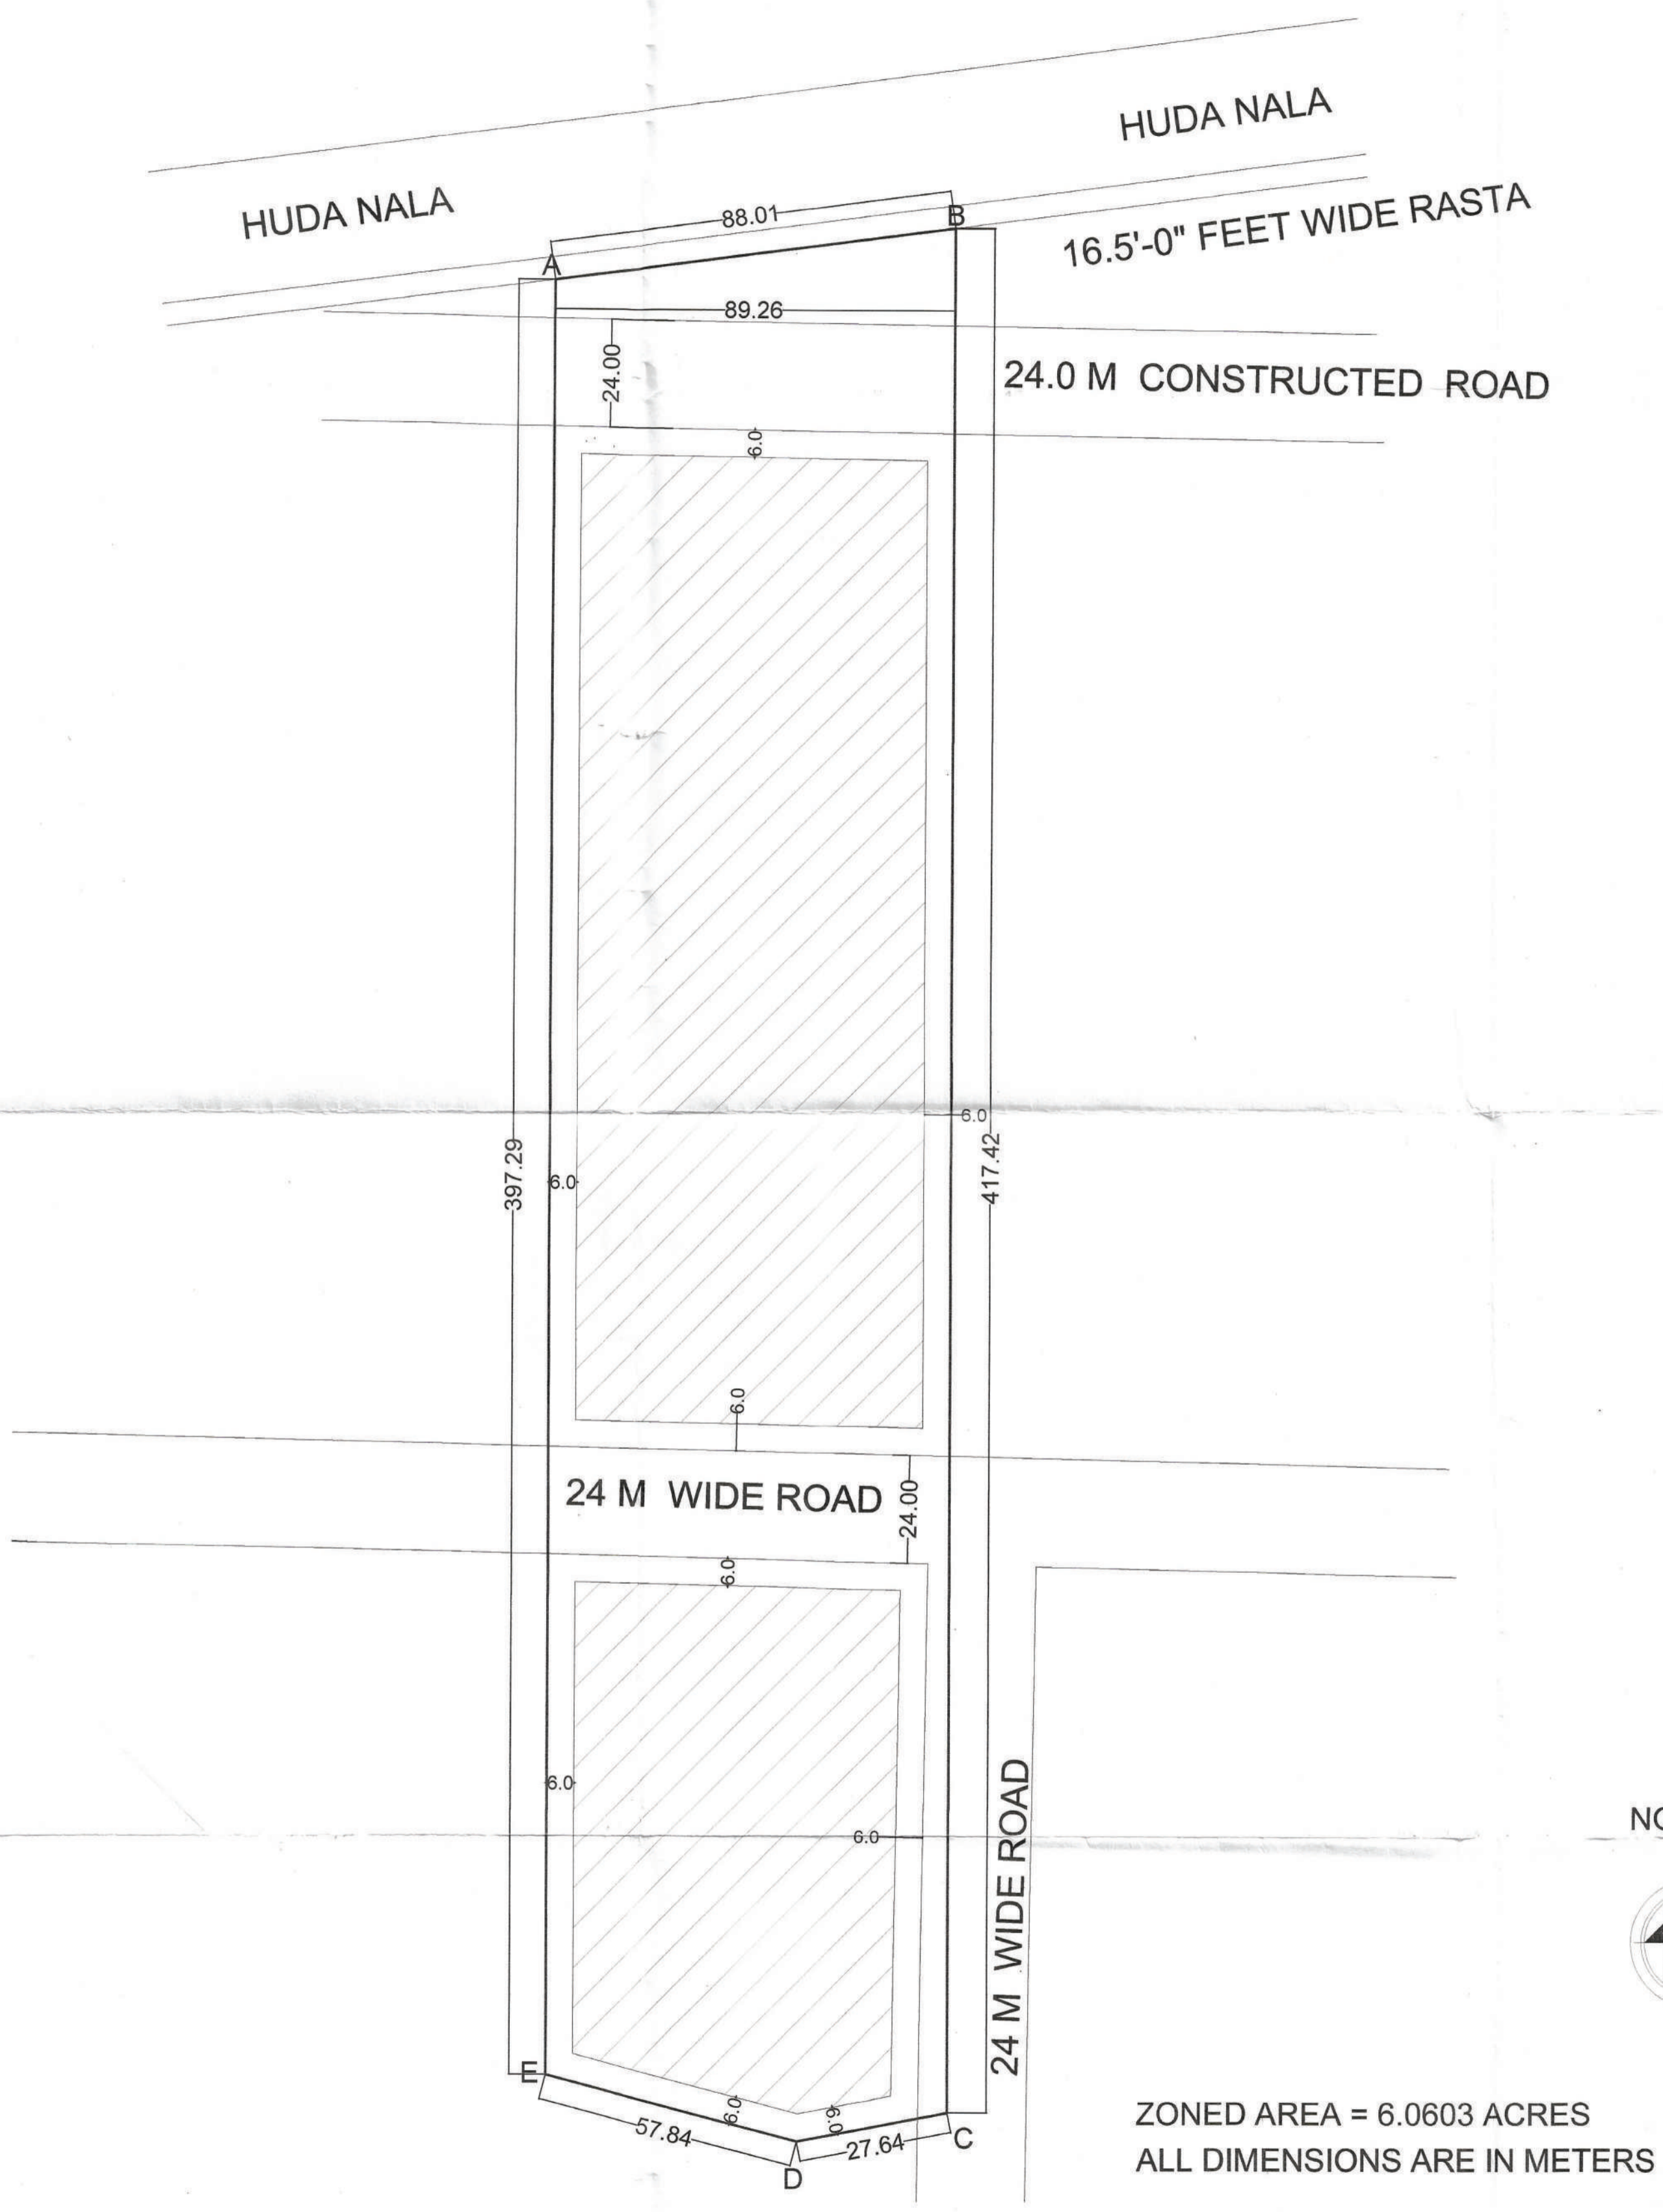 HUDA NALA
HUDA NALA
88.01
B
16.5'-0" FEET WIDE RASTA
A
89.26
24.00
24.0 M CONSTRUCTED ROAD
6.0
6.0
397.29
6.0
417.42
6.0
24 M WIDE ROAD
24.00
6.0
6.0
6.0
24 M WIDE ROAD
NO
E
6.0
6.0
57.84
27.64
C
D
ZONED AREA = 6.0603 ACRES
ALL DIMENSIONS ARE IN METERS